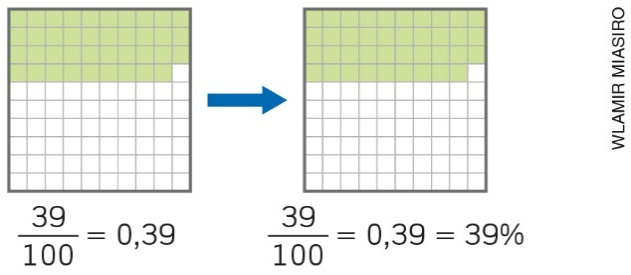 39/100 = 0,39
39/100 = 0,39 = 39%
WLAMIR MIASIRO